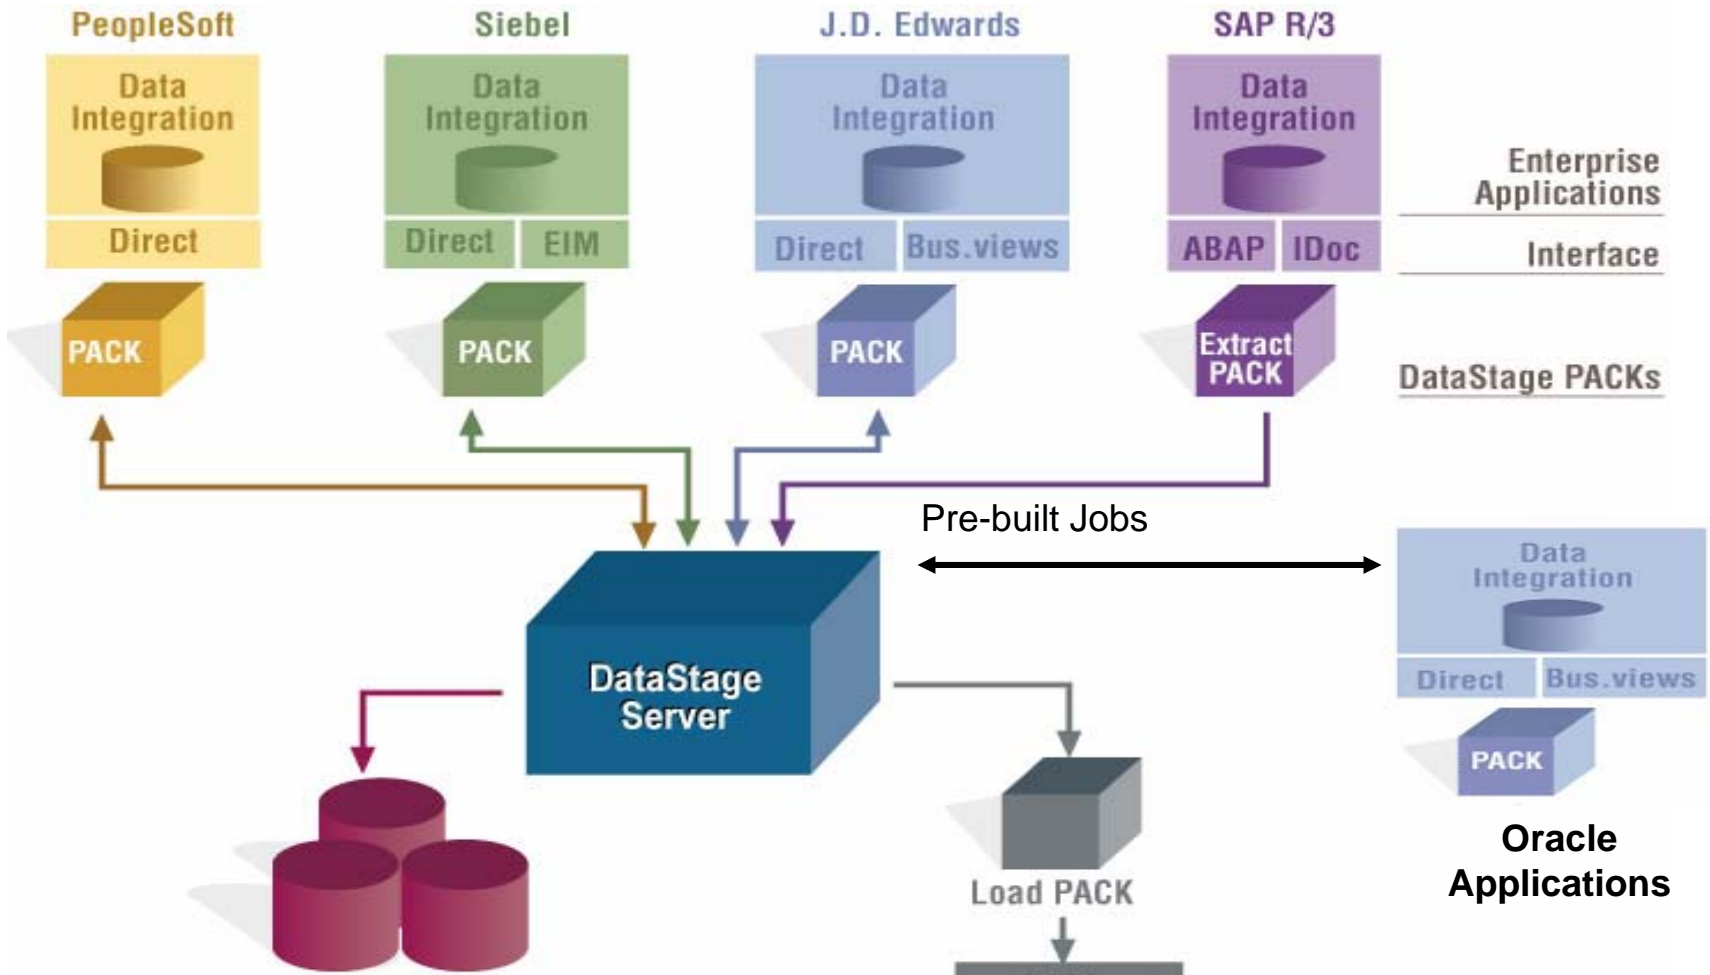 PeopleSoft
Siebel
J.D. Edwards
SAP R/3
Data
Integration
Data
Integration
Data
Integration
Data
Integration
Enterprise
Applications
Direct
Direct
EIM
Direct
Bus.views
ABAP
IDoc
Interface
PACK
PACK
PACK
Extract
PACK
DataStage PACKs
Pre-built Jobs
Data
Integration
Direct
Bus.views
PACK
Oracle
Applications
DataStage
Server
Load PACK